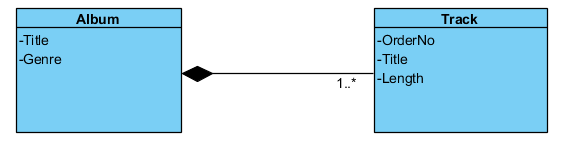 Album
-Title
-Genre
1..*
Track
-OrderNo
-Title
-Length